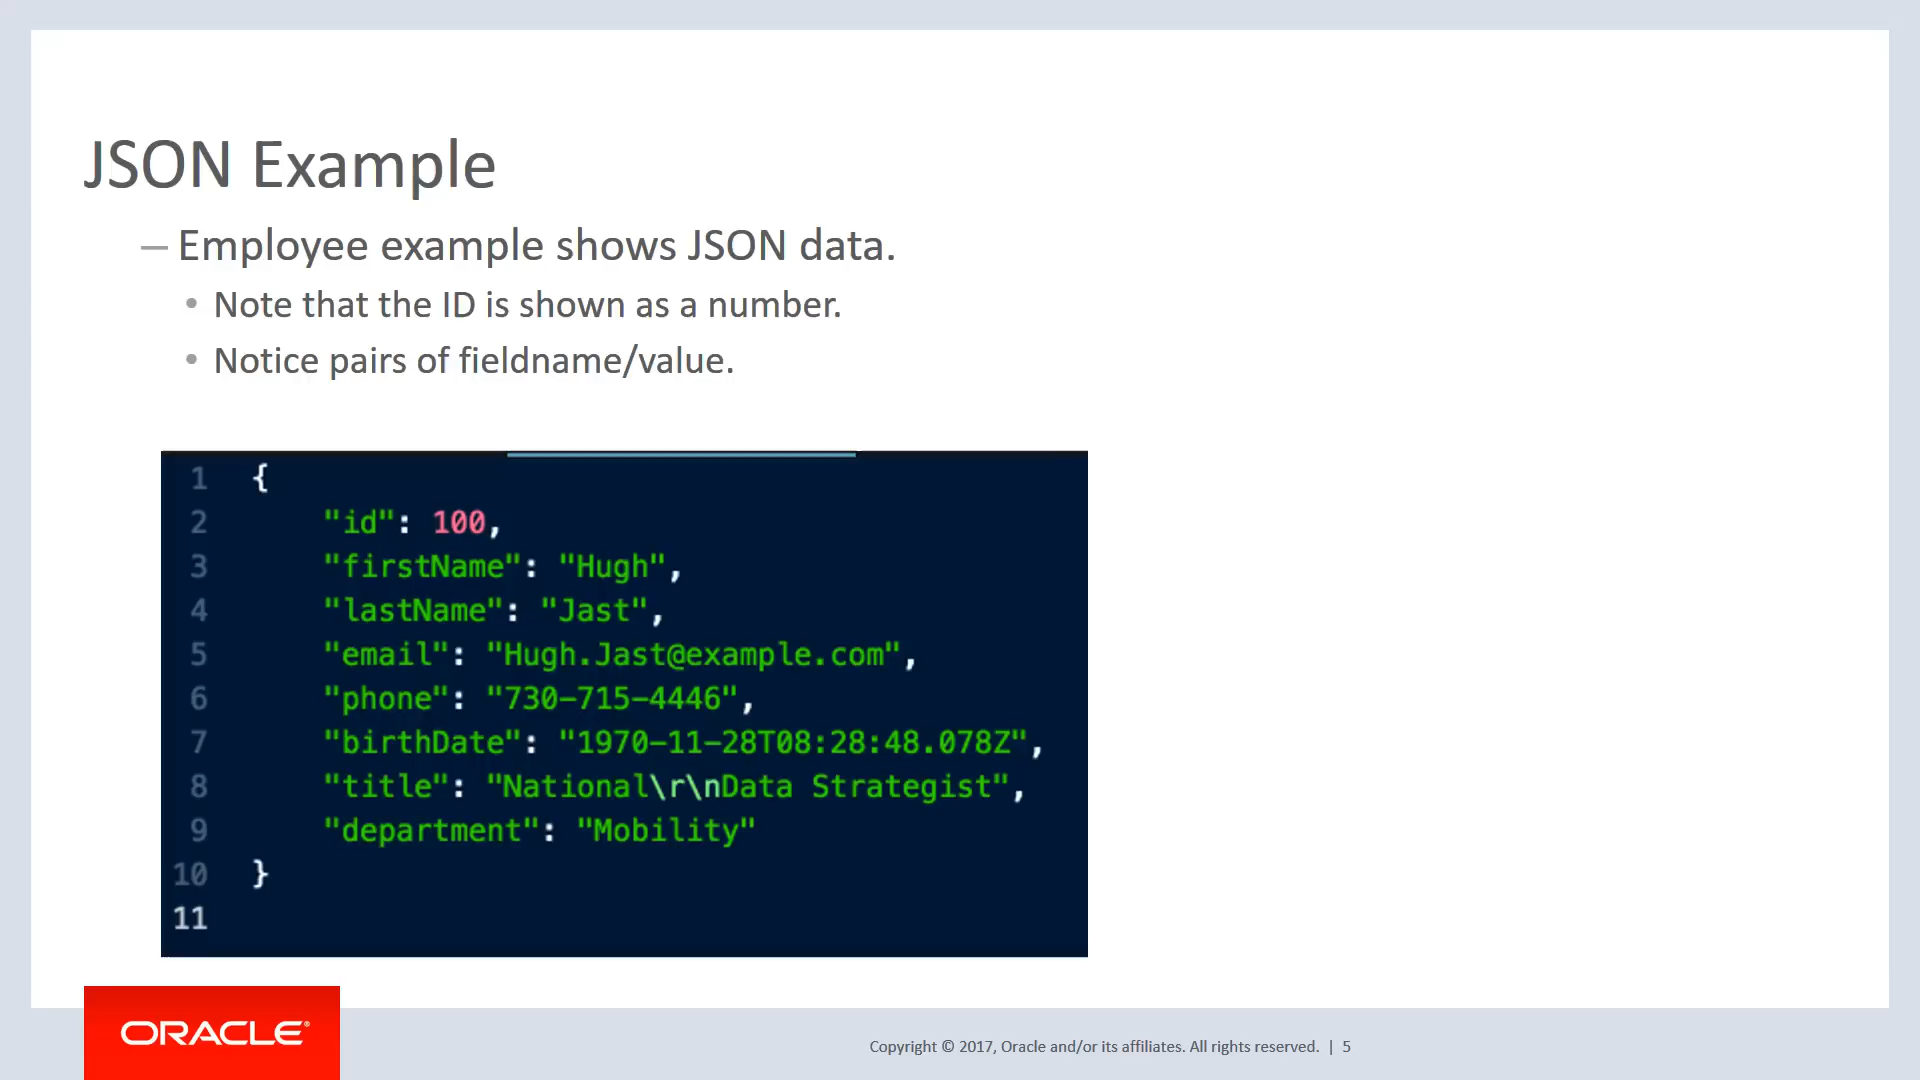 JSON Example
– Employee example shows JSON data.
• Note that the ID is shown as a number.
• Notice pairs of fieldname/value.
1 {
2 "id": 100,
3 "firstName": "Hugh",
4 "lastName": "Jast",
5 "email": "Hugh.Jast@example.com",
6 "phone": "730-715-4446",
7 "birthDate": "1970-11-28T08:28:48.078Z",
8 "title": "National\r\nData Strategist",
9 "department": "Mobility"
10 }
11
ORACLE®
Copyright © 2017, Oracle and/or its affiliates. All rights reserved. | 5